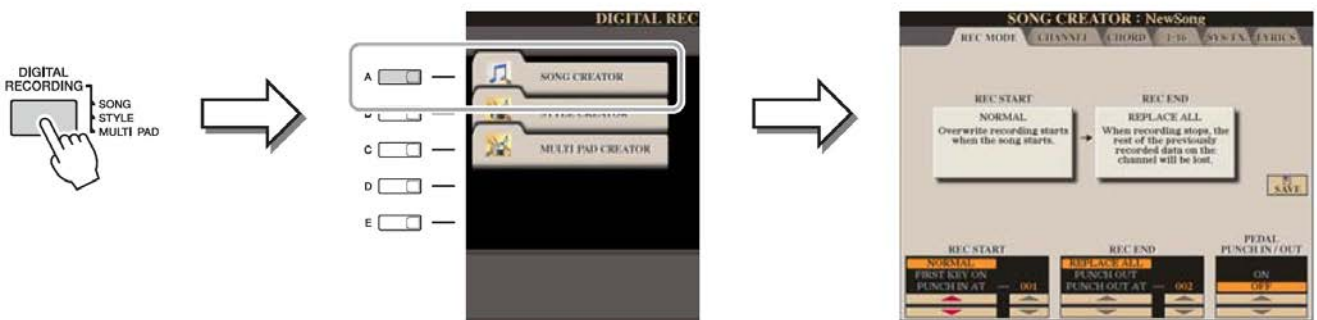 DIGITAL
RECORDING
SONG
STYLE
MULTI PAD
DIGITAL REC
A
SONG CREATOR
STYLE CREATOR
C
MULTI PAD CREATOR
D
E
SONG CREATOR : NewSong
REC MODE
CHANNEL
CHORD
1-16
SYS/EX.
LYRICS
REC START
REC END
NORMAL
Overwrite recording starts
when the song starts.
REPLACE ALL
When recording stops, the
rest of the previously
recorded data on the
channel will be lost.
SAVE
REC START
NORMAL
FIRST KEY ON
PUNCH IN AT
001
REC END
REPLACE ALL
PUNCH OUT
PUNCH OUT AT
002
PEDAL
PUNCH IN / OUT
ON
OFF